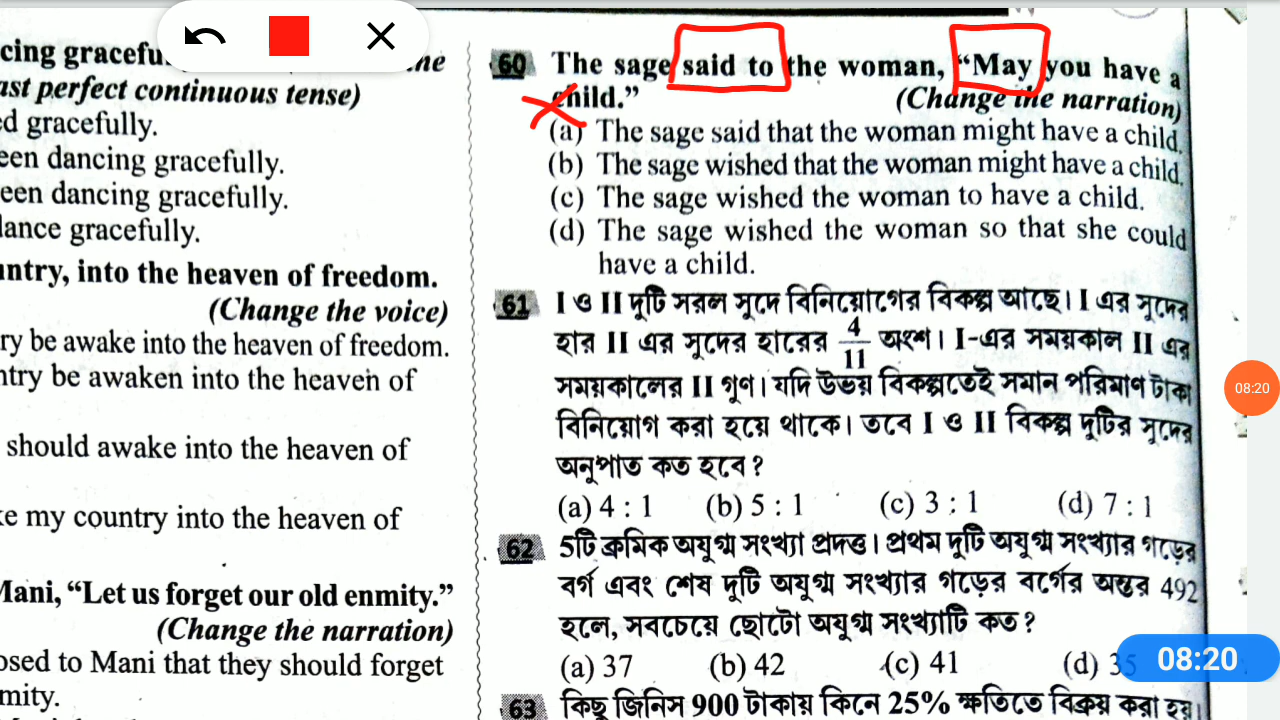 cing gracefu
ne
ast perfect continuous tense)
ed gracefully.
een dancing gracefully.
een dancing gracefully.
lance gracefully.
untry, into the heaven of freedom.
(Change the voice)
ry be awake into the heaven of freedom.
ntry be awaken into the heaven of
should awake into the heaven of
ke my country into the heaven of
Mani, “Let us forget our old enmity.”
(Change the narration)
osed to Mani that they should forget
mity.
60 The sage said to the woman, “May you have a
child.” (Change the narration)
(a) The sage said that the woman might have a child.
(b) The sage wished that the woman might have a child.
(c) The sage wished the woman to have a child.
(d) The sage wished the woman so that she could
have a child.
61 I ও II দুটি সরল সুদে বিনিয়োগের বিকল্প আছে। I এর সুদের
হার II এর সুদের হারের 4/11 অংশ। I-এর সময়কাল II এর
সময়কালের II গুণ। যদি উভয় বিকল্পতেই সমান পরিমাণ টাকা
বিনিয়োগ করা হয়ে থাকে। তবে I ও II বিকল্প দুটির সুদের
অনুপাত কত হবে?
(a) 4 : 1 (b) 5 : 1 (c) 3 : 1 (d) 7 : 1
62 5টি ক্রমিক অযুগ্ম সংখ্যা প্রদত্ত। প্রথম দুটি অযুগ্ম সংখ্যার গড়ের
বর্গ এবং শেষ দুটি অযুগ্ম সংখ্যার গড়ের বর্গের অন্তর 492
হলে, সবচেয়ে ছোটো অযুগ্ম সংখ্যাটি কত?
(a) 37 (b) 42 (c) 41 (d) 35
63 কিছু জিনিস 900 টাকায় কিনে 25% ক্ষতিতে বিক্রয় করা হয়।
08:20
08:20